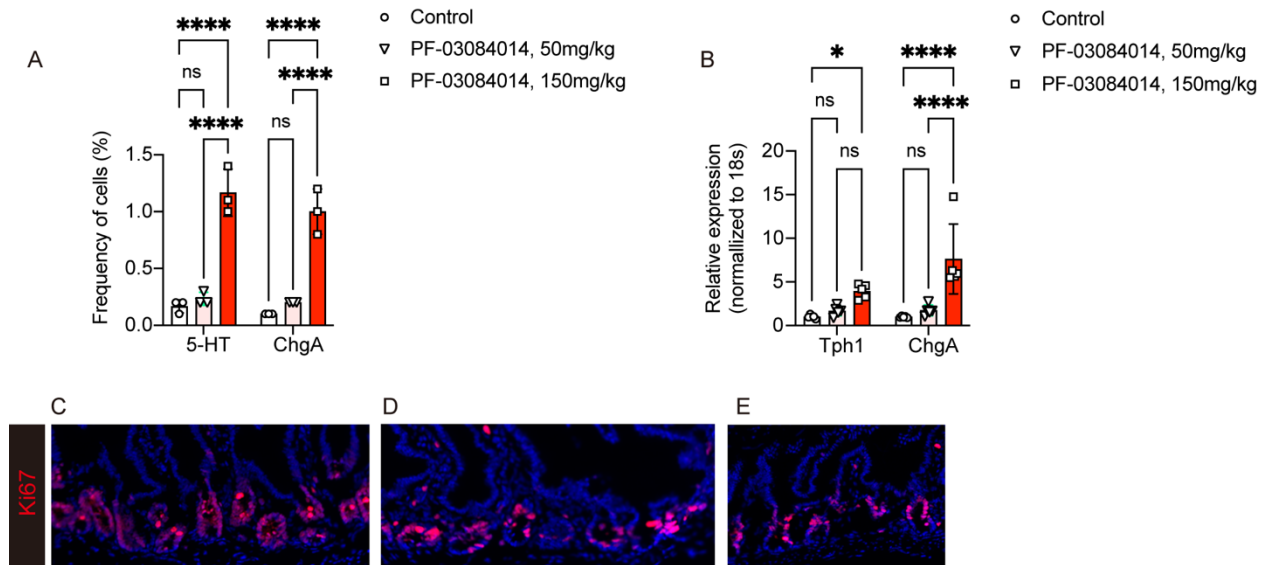 A
**** ****
ns ****
**** ns
Frequency of cells (%)
1.5
1.0
0.5
0.0
5-HT ChgA
Control
PF-03084014, 50mg/kg
PF-03084014, 150mg/kg
B
* ****
ns ****
ns ns
Relative expression
(normallized to 18s)
20
15
10
5
0
Tph1 ChgA
Control
PF-03084014, 50mg/kg
PF-03084014, 150mg/kg
C D E
Ki67